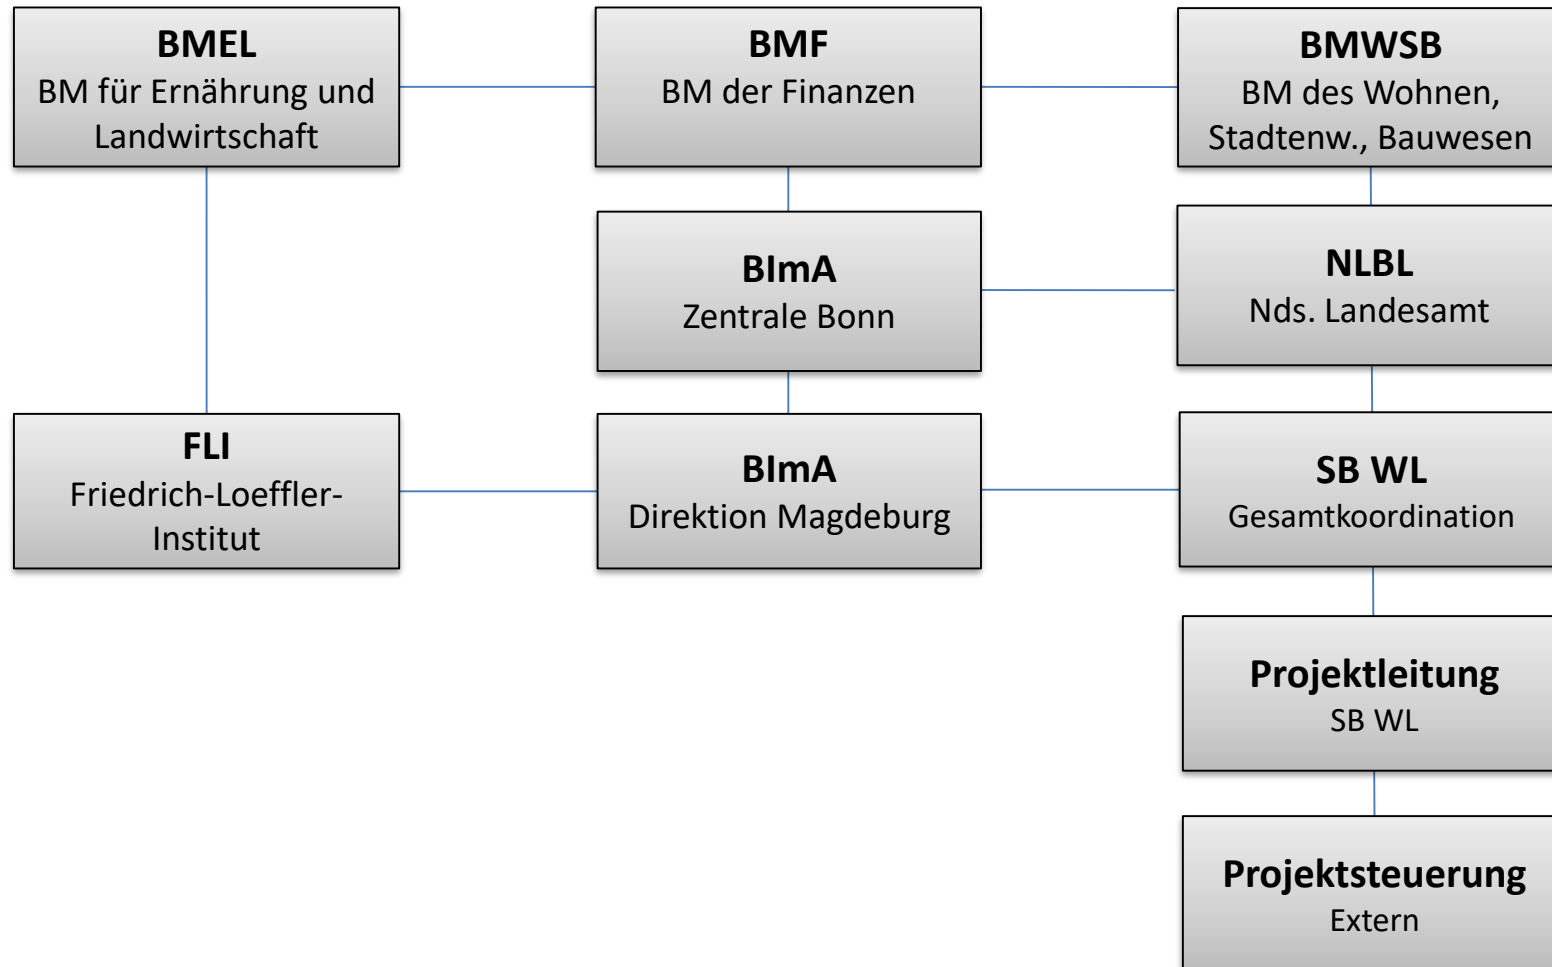 BMEL
BM für Ernährung und
Landwirtschaft
BMF
BM der Finanzen
BMWSB
BM des Wohnen,
Stadtenw., Bauwesen
BImA
Zentrale Bonn
NLBL
Nds. Landesamt
FLI
Friedrich-Loeffler-
Institut
BImA
Direktion Magdeburg
SB WL
Gesamtkoordination
Projektleitung
SB WL
Projektsteuerung
Extern